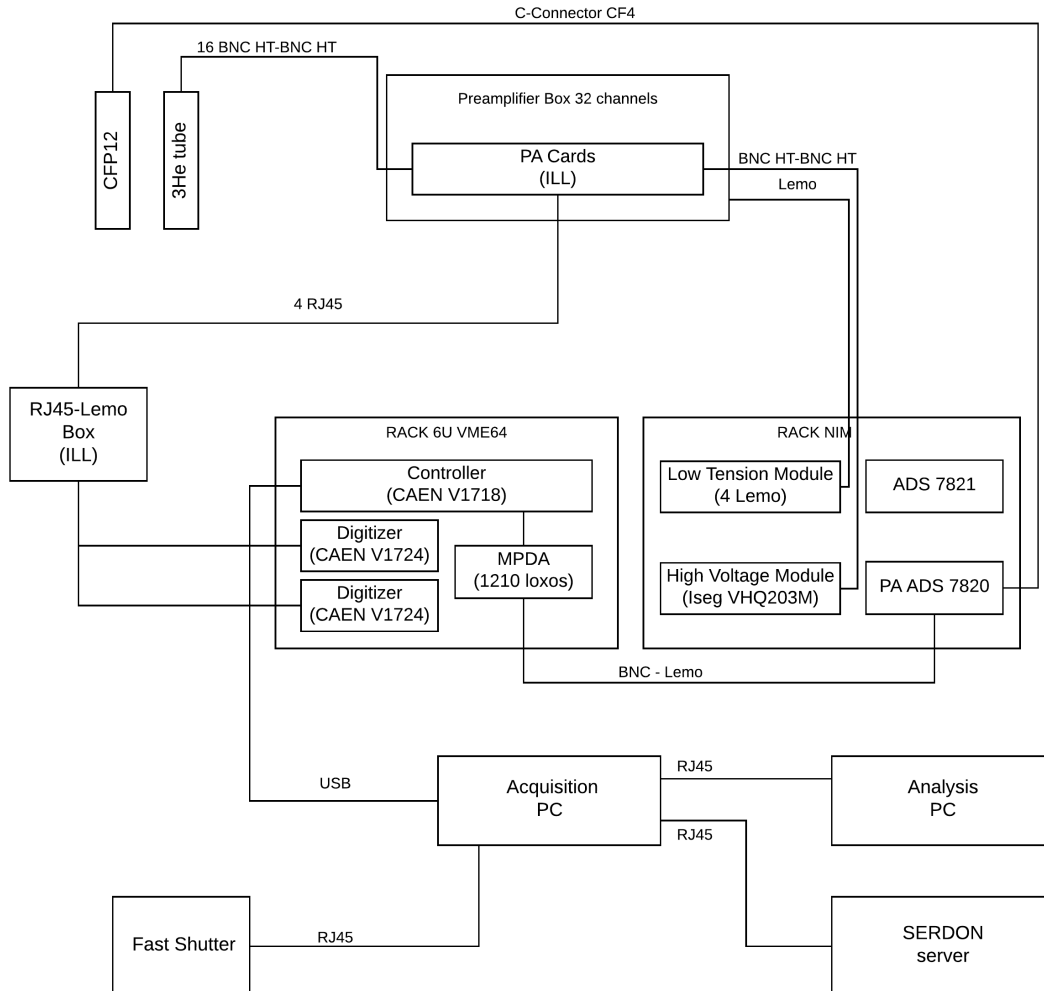 C-Connector CF4
16 BNC HT-BNC HT
Preamplifier Box 32 channels
CFP12
3He tube
PA Cards
(ILL)
BNC HT-BNC HT
Lemo
4 RJ45
RJ45-Lemo
Box
(ILL)
RACK 6U VME64
RACK NIM
Controller
(CAEN V1718)
Low Tension Module
(4 Lemo)
ADS 7821
Digitizer
(CAEN V1724)
MPDA
(1210 loxos)
Digitizer
(CAEN V1724)
High Voltage Module
(Iseg VHQ203M)
PA ADS 7820
BNC - Lemo
USB
Acquisition
PC
RJ45
RJ45
Analysis
PC
Fast Shutter
RJ45
SERDON
server